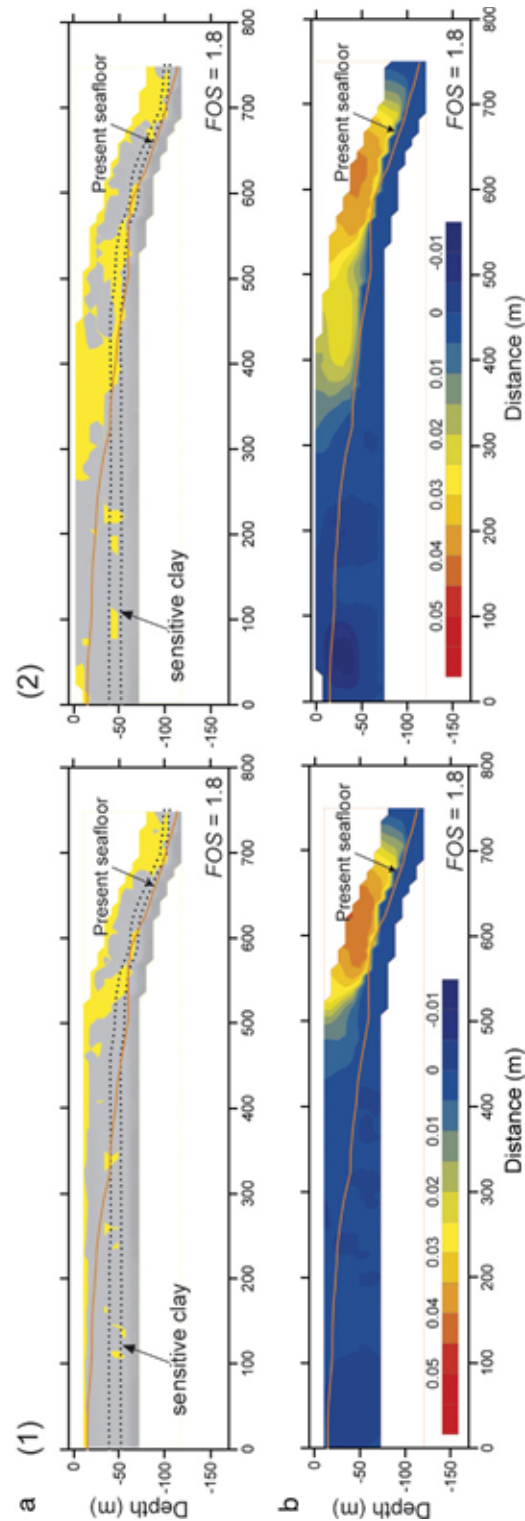 (1)
a
Depth (m)
0
-50
-100
-150
sensitive clay
Present seafloor
FOS = 1.8
0 100 200 300 400 500 600 700 800
(2)
0
-50
-100
-150
sensitive clay
Present seafloor
FOS = 1.8
0 100 200 300 400 500 600 700 800
b
Depth (m)
0
-50
-100
-150
Present seafloor
0.05 0.04 0.03 0.02 0.01 0 -0.01
FOS = 1.8
0 100 200 300 400 500 600 700 800
Distance (m)
0
-50
-100
-150
Present seafloor
0.05 0.04 0.03 0.02 0.01 0 -0.01
FOS = 1.8
0 100 200 300 400 500 600 700 800
Distance (m)